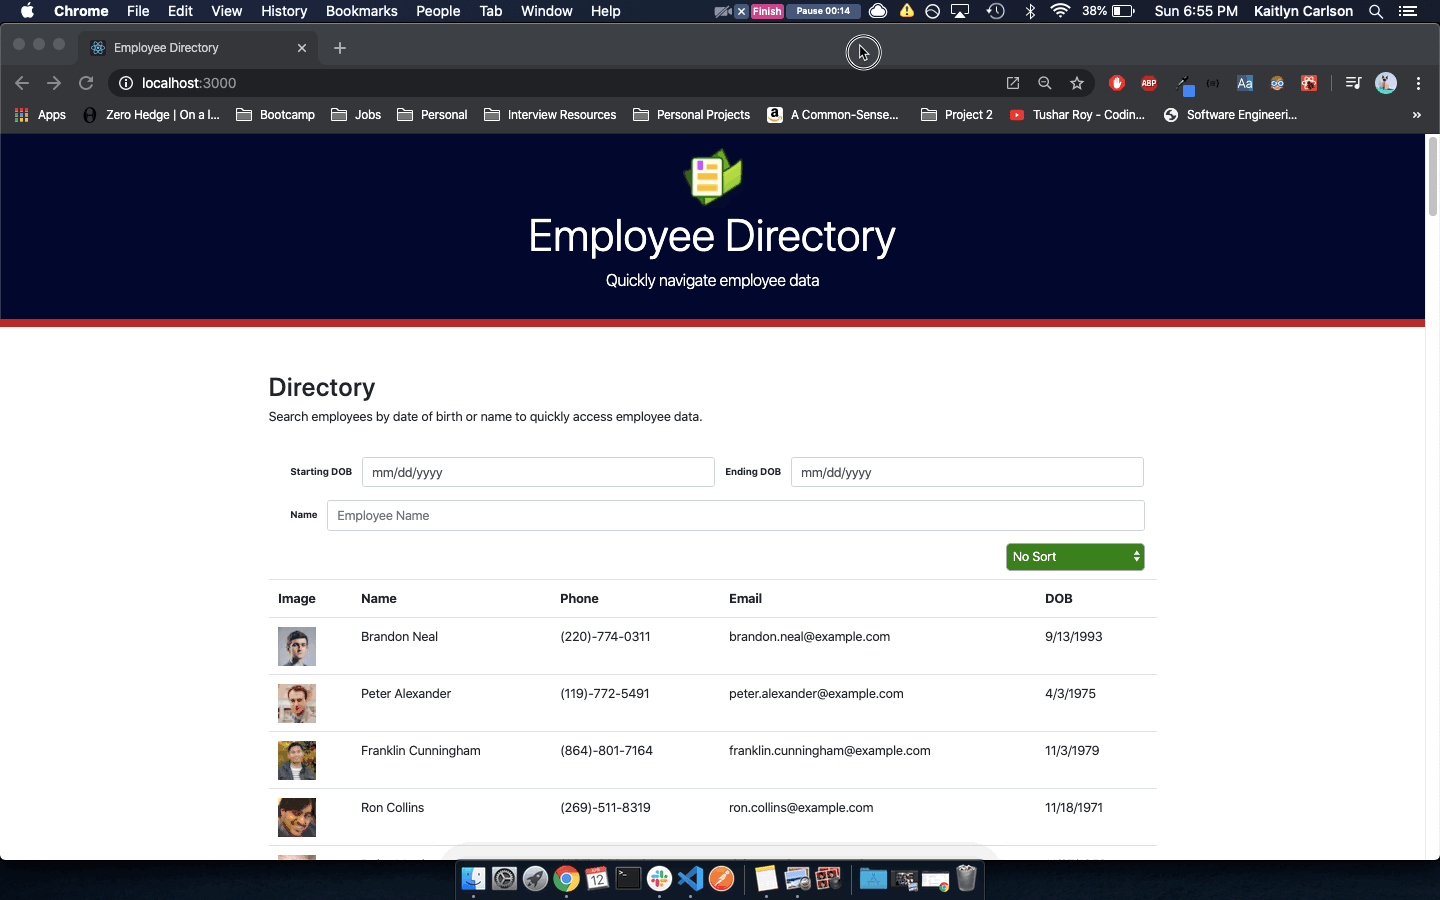 Chrome File Edit View History Bookmarks People Tab Window Help Finish Pause 00:14 38% Sun 6:55 PM Kaitlyn Carlson
Employee Directory
localhost:3000 ABP Aa
Apps Zero Hedge | On a l... Bootcamp Jobs Personal Interview Resources Personal Projects A Common-Sense... Project 2 Tushar Roy - Codin... Software Engineeri... »
Employee Directory
Quickly navigate employee data
Directory
Search employees by date of birth or name to quickly access employee data.
Starting DOB mm/dd/yyyy Ending DOB mm/dd/yyyy
Name Employee Name
No Sort
Image Name Phone Email DOB
Brandon Neal (220)-774-0311 brandon.neal@example.com 9/13/1993
Peter Alexander (119)-772-5491 peter.alexander@example.com 4/3/1975
Franklin Cunningham (864)-801-7164 franklin.cunningham@example.com 11/3/1979
Ron Collins (269)-511-8319 ron.collins@example.com 11/18/1971
12